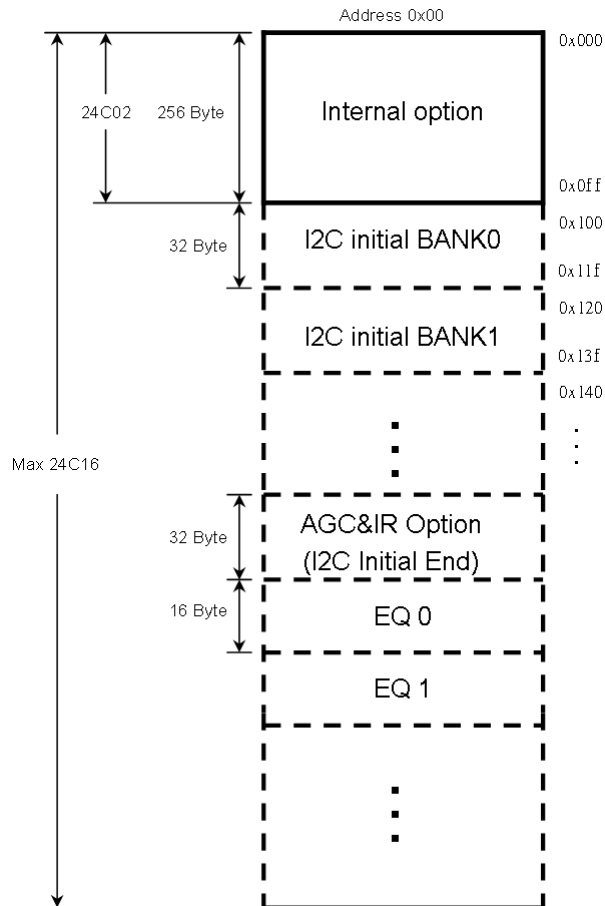 Address 0x00
0x000
24C02
256 Byte
Internal option
0x0ff
0x100
32 Byte
I2C initial BANK0
0x11f
0x120
I2C initial BANK1
0x13f
0x140
Max 24C16
32 Byte
AGC&IR Option
(I2C Initial End)
16 Byte
EQ 0
EQ 1